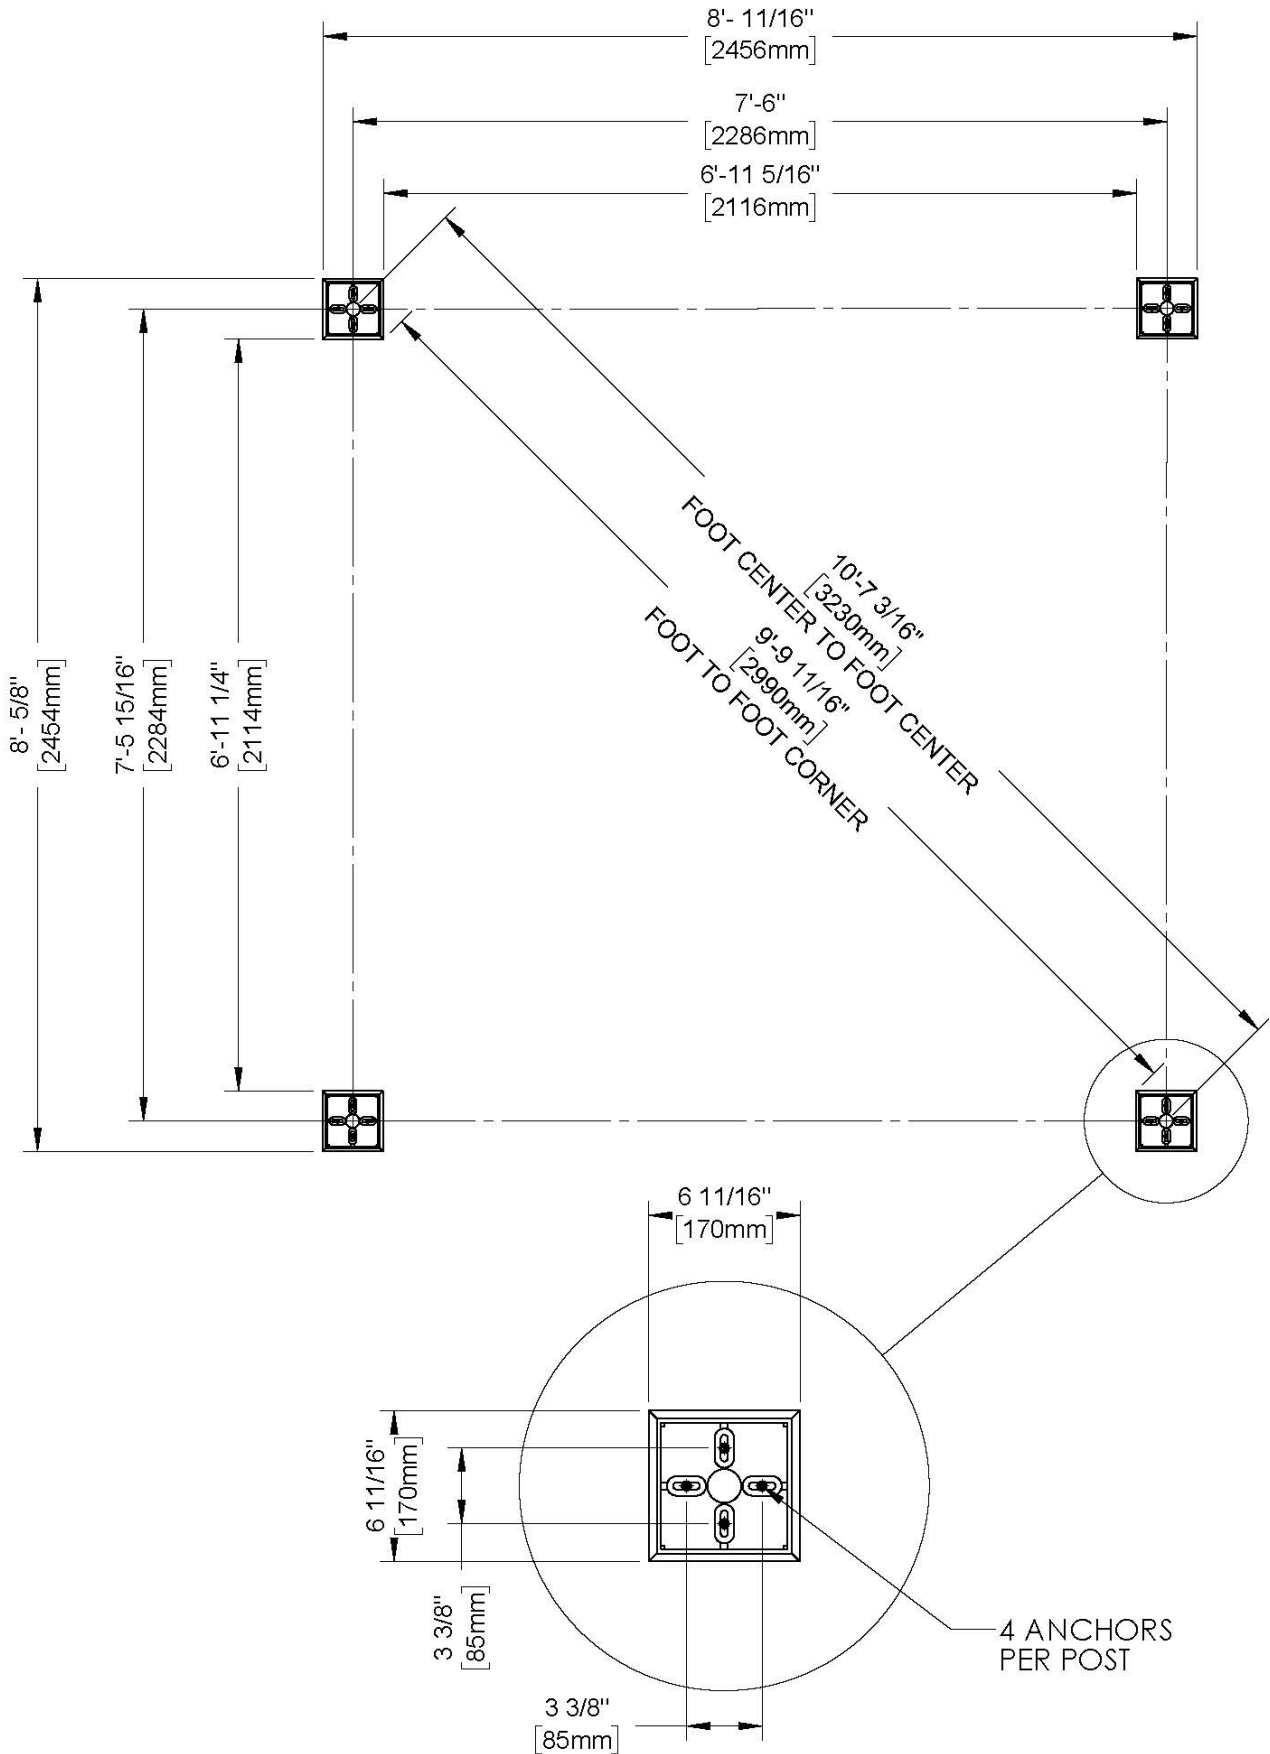 8'- 11/16"
[2456mm]
7'-6"
[2286mm]
6'-11 5/16"
[2116mm]
8'- 5/8"
[2454mm]
7'-5 15/16"
[2284mm]
6'-11 1/4"
[2114mm]
10'-7 3/16"
[3230mm]
FOOT CENTER TO FOOT CENTER
9'-9 11/16"
[2990mm]
FOOT TO FOOT CORNER
6 11/16"
[170mm]
6 11/16"
[170mm]
3 3/8"
[85mm]
4 ANCHORS
PER POST
3 3/8"
[85mm]